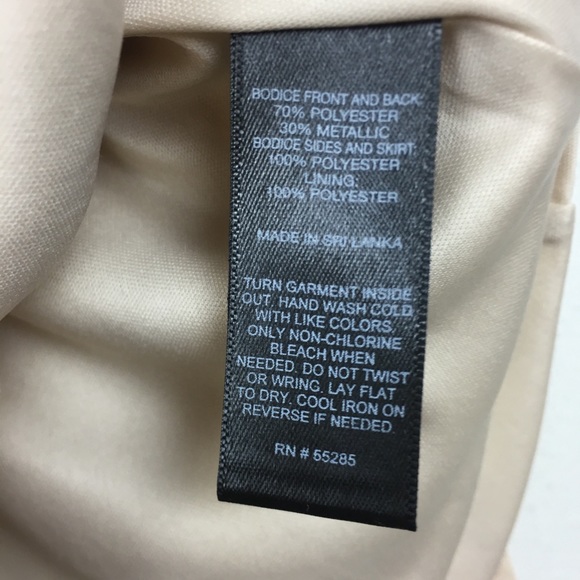 BODICE FRONT AND BACK:
70% POLYESTER
30% METALLIC
BODICE SIDES AND SKIRT:
100% POLYESTER
LINING:
100% POLYESTER
MADE IN SRI LANKA
TURN GARMENT INSIDE
OUT. HAND WASH COLD
WITH LIKE COLORS.
ONLY NON-CHLORINE
BLEACH WHEN
NEEDED. DO NOT TWIST
OR WRING. LAY FLAT
TO DRY. COOL IRON ON
REVERSE IF NEEDED.
RN # 55285